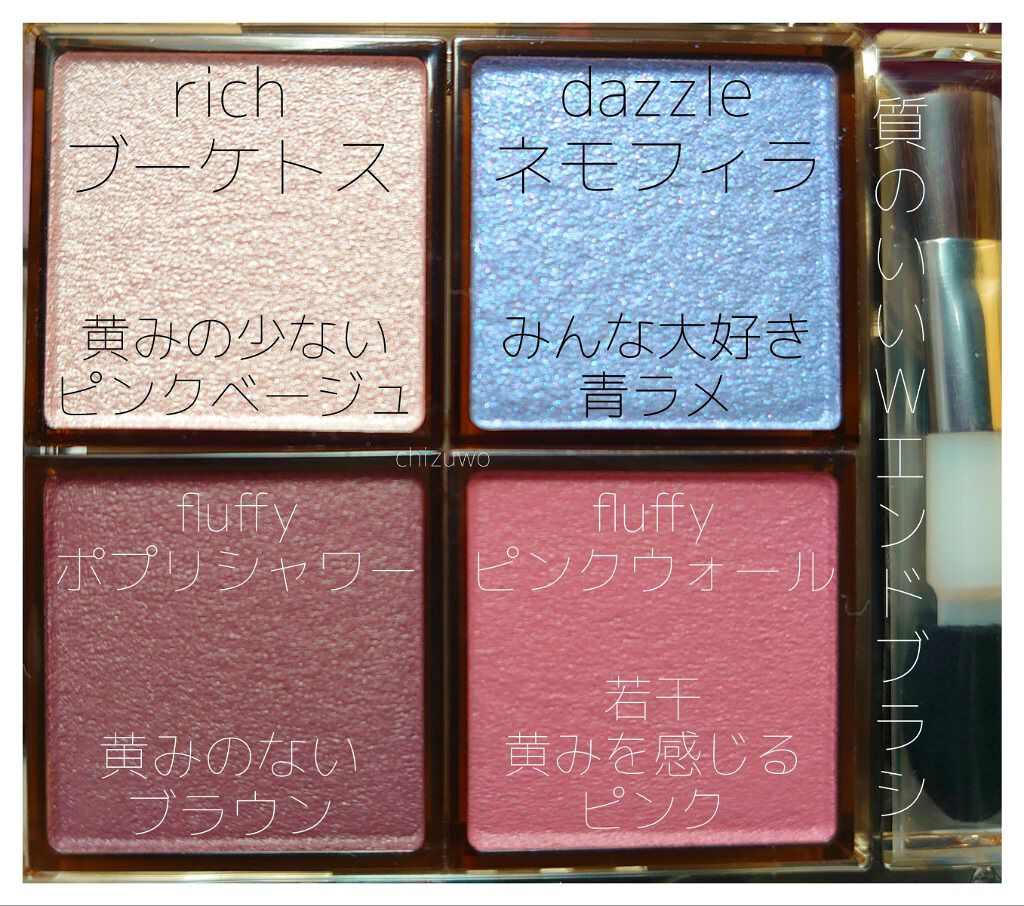 rich
ブーケトス
黄みの少ない
ピンクベージュ
dazzle
ネモフィラ
みんな大好き
青ラメ
chizuwo
fluffy
ポプリシャワー
黄みのない
ブラウン
fluffy
ピンクウォール
若干
黄みを感じる
ピンク
質のいいWエンドブラシ